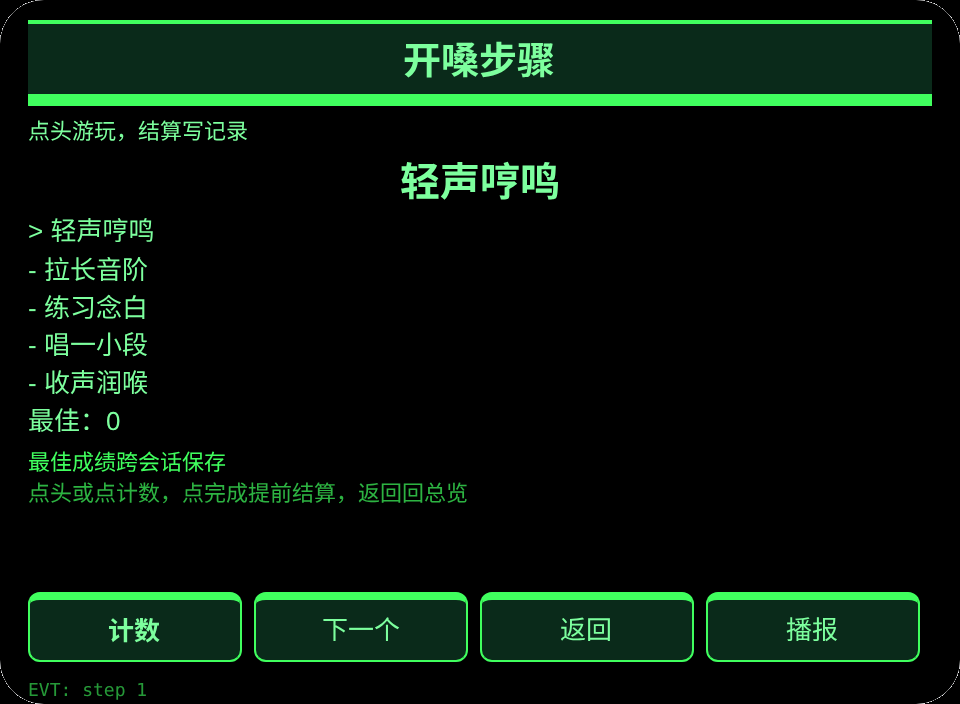 开嗓步骤
点头游玩，结算写记录
轻声哼鸣
> 轻声哼鸣
- 拉长音阶
- 练习念白
- 唱一小段
- 收声润喉
最佳：0
最佳成绩跨会话保存
点头或点计数，点完成提前结算，返回回总览
计数
下一个
返回
播报
EVT: step 1